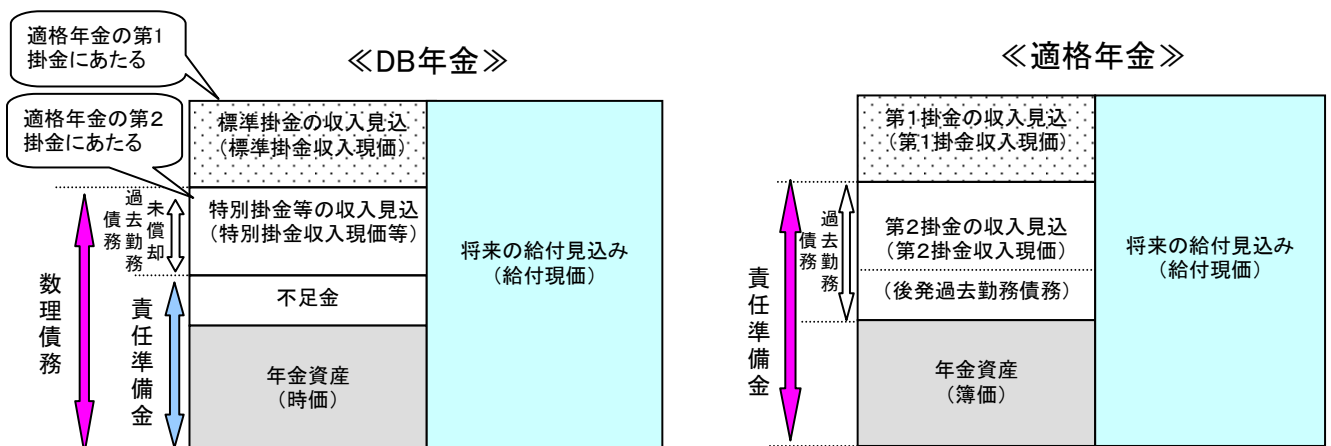 適格年金の第1
掛金にあたる
≪DB年金≫
適格年金の第2
掛金にあたる
標準掛金の収入見込
(標準掛金収入現価)
未償却
過去勤務
債務
特別掛金等の収入見込
(特別掛金収入現価等)
将来の給付見込み
(給付現価)
数理債務
責任準備金
不足金
年金資産
(時価)
≪適格年金≫
第1掛金の収入見込
(第1掛金収入現価)
過去勤務
債務
第2掛金の収入見込
(第2掛金収入現価)
(後発過去勤務債務)
将来の給付見込み
(給付現価)
責任準備金
年金資産
(簿価)